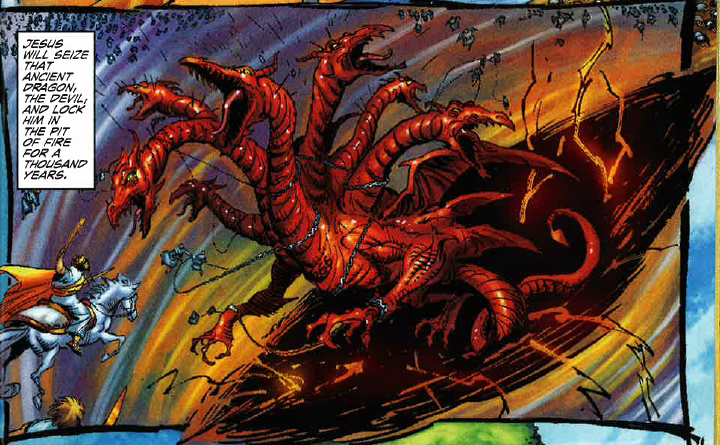 JESUS
WILL SEIZE
THAT
ANCIENT
DRAGON,
THE DEVIL,
AND LOCK
HIM IN
THE PIT
OF FIRE
FOR A
THOUSAND
YEARS.